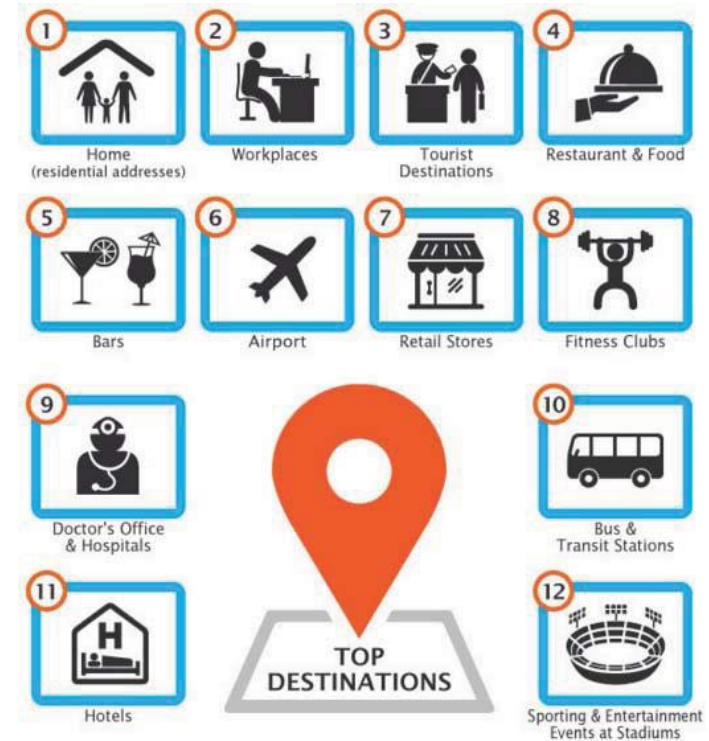 1
2
3
4
Home
(residential addresses)
Workplaces
Tourist
Destinations
Restaurant & Food
5
6
7
8
Bars
Airport
Retail Stores
Fitness Clubs
9
10
Doctor's Office
& Hospitals
Bus &
Transit Stations
11
12
H
TOP
DESTINATIONS
Hotels
Sporting & Entertainment
Events at Stadiums